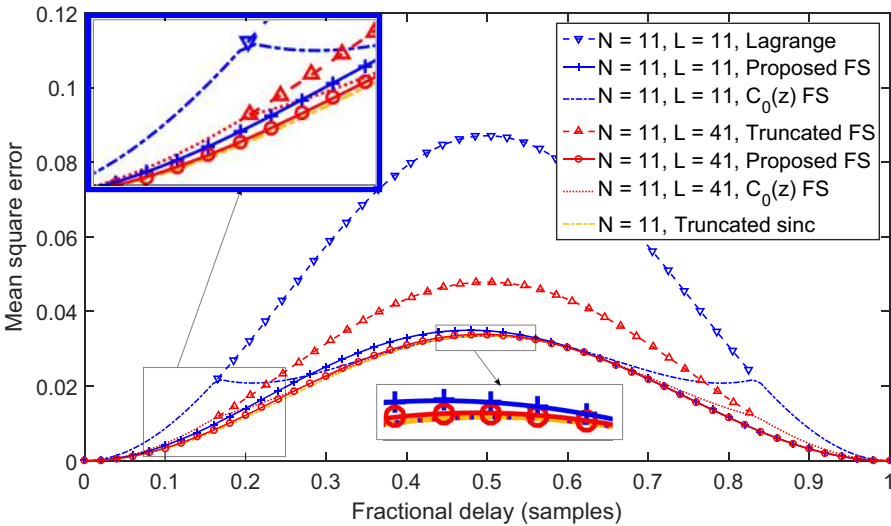 0.12
0.1
0.08
0.06
0.04
0.02
0
Mean square error
N = 11, L = 11, Lagrange
N = 11, L = 11, Proposed FS
N = 11, L = 11, C0(z) FS
N = 11, L = 41, Truncated FS
N = 11, L = 41, Proposed FS
N = 11, L = 41, C0(z) FS
N = 11, Truncated sinc
0 0.1 0.2 0.3 0.4 0.5 0.6 0.7 0.8 0.9 1
Fractional delay (samples)